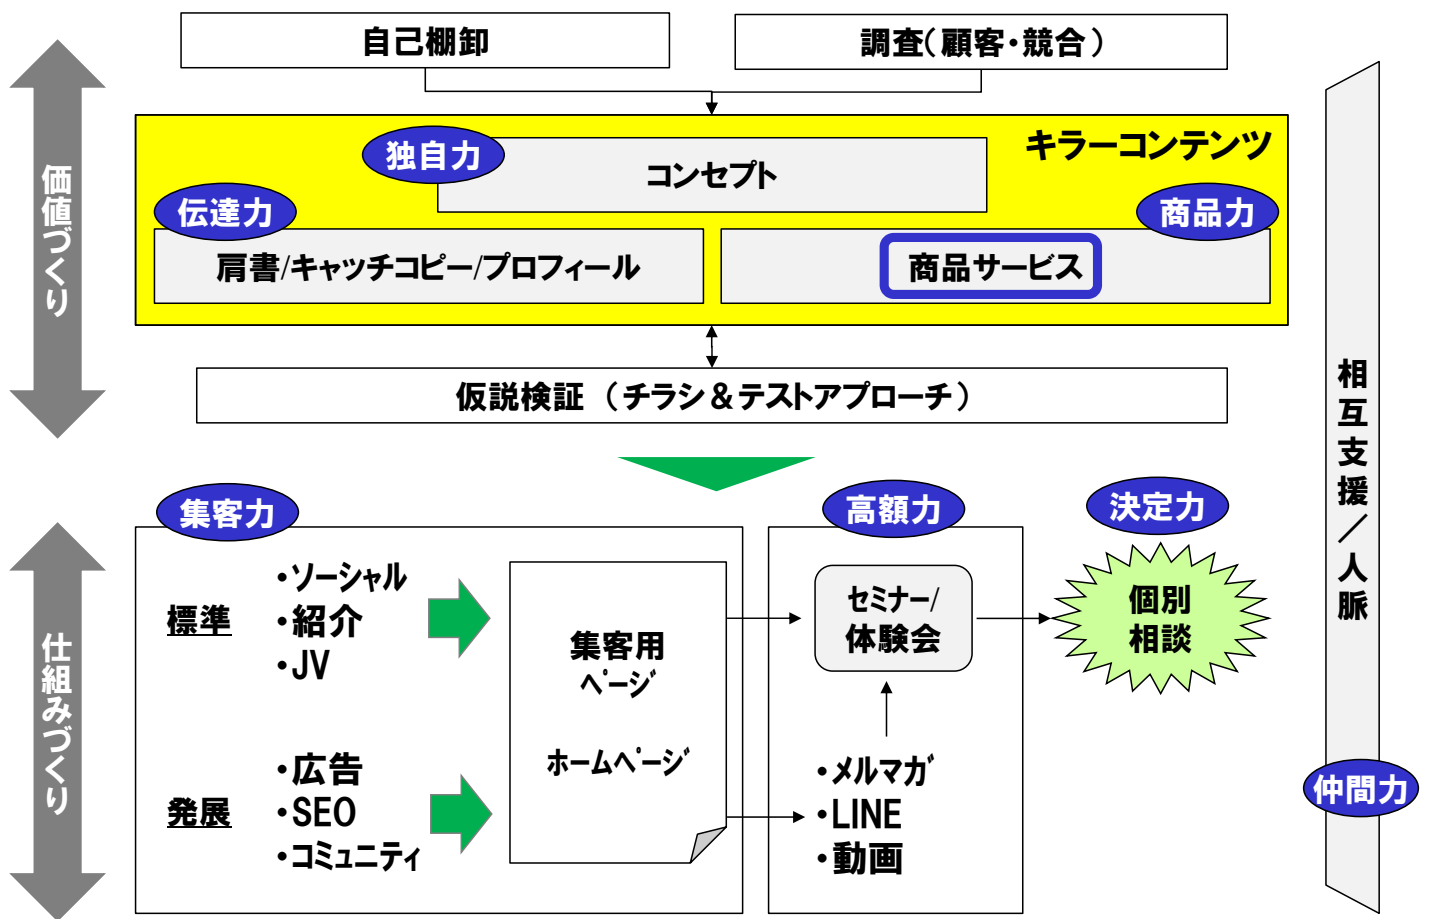 自己棚卸
調査(顧客・競合)
キラーコンテンツ
独自力
コンセプト
伝達力
商品力
肩書/キャッチコピー/プロフィール
商品サービス
価値づくり
仮説検証 (チラシ&テストアプローチ)
集客力
高額力
決定力
標準
・ソーシャル
・紹介
・JV
発展
・広告
・SEO
・コミュニティ
集客用
ページ
ホームページ
セミナー/
体験会
・メルマガ
・LINE
・動画
個別
相談
仕組みづくり
相互支援/人脈
仲間力